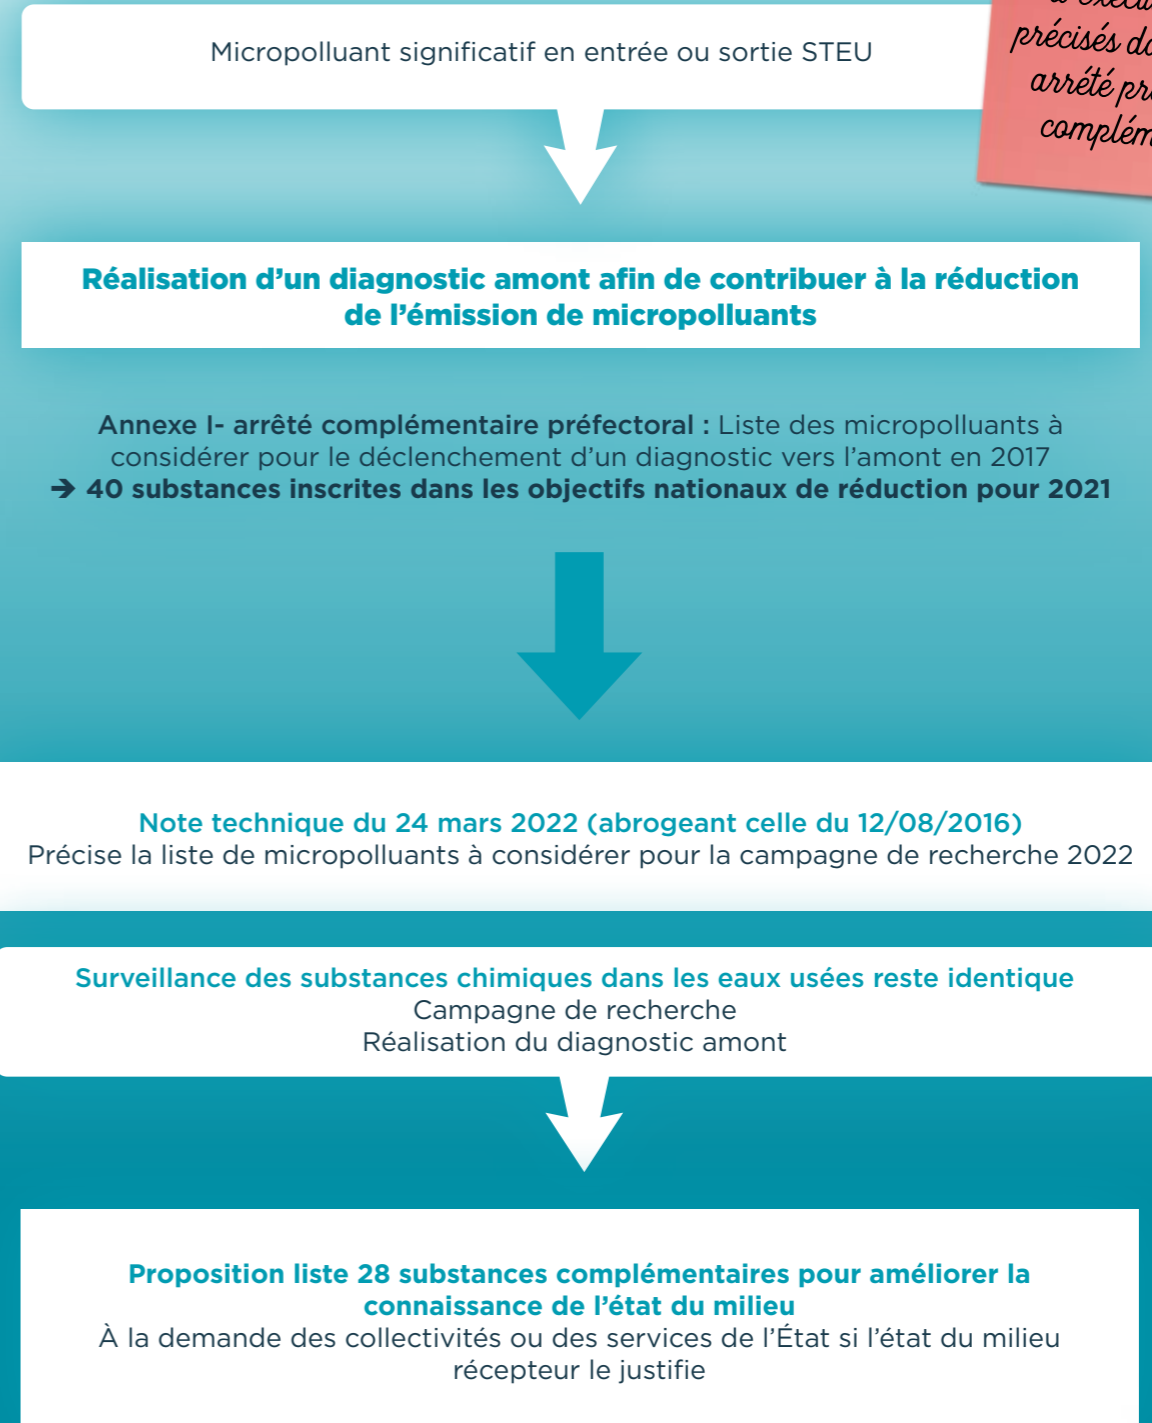 Micropolluant significatif en entrée ou sortie STEU
précisés
arrêté
Réalisation d’un diagnostic amont afin de contribuer à la réduction
de l’émission de micropolluants
Annexe I- arrêté complémentaire préfectoral : Liste des micropolluants à
considérer pour le déclenchement d’un diagnostic vers l’amont en 2017
➔ 40 substances inscrites dans les objectifs nationaux de réduction pour 2021
Note technique du 24 mars 2022 (abrogeant celle du 12/08/2016)
Précise la liste de micropolluants à considérer pour la campagne de recherche 2022
Surveillance des substances chimiques dans les eaux usées reste identique
Campagne de recherche
Réalisation du diagnostic amont
Proposition liste 28 substances complémentaires pour améliorer la
connaissance de l’état du milieu
À la demande des collectivités ou des services de l’État si l’état du milieu
récepteur le justifie